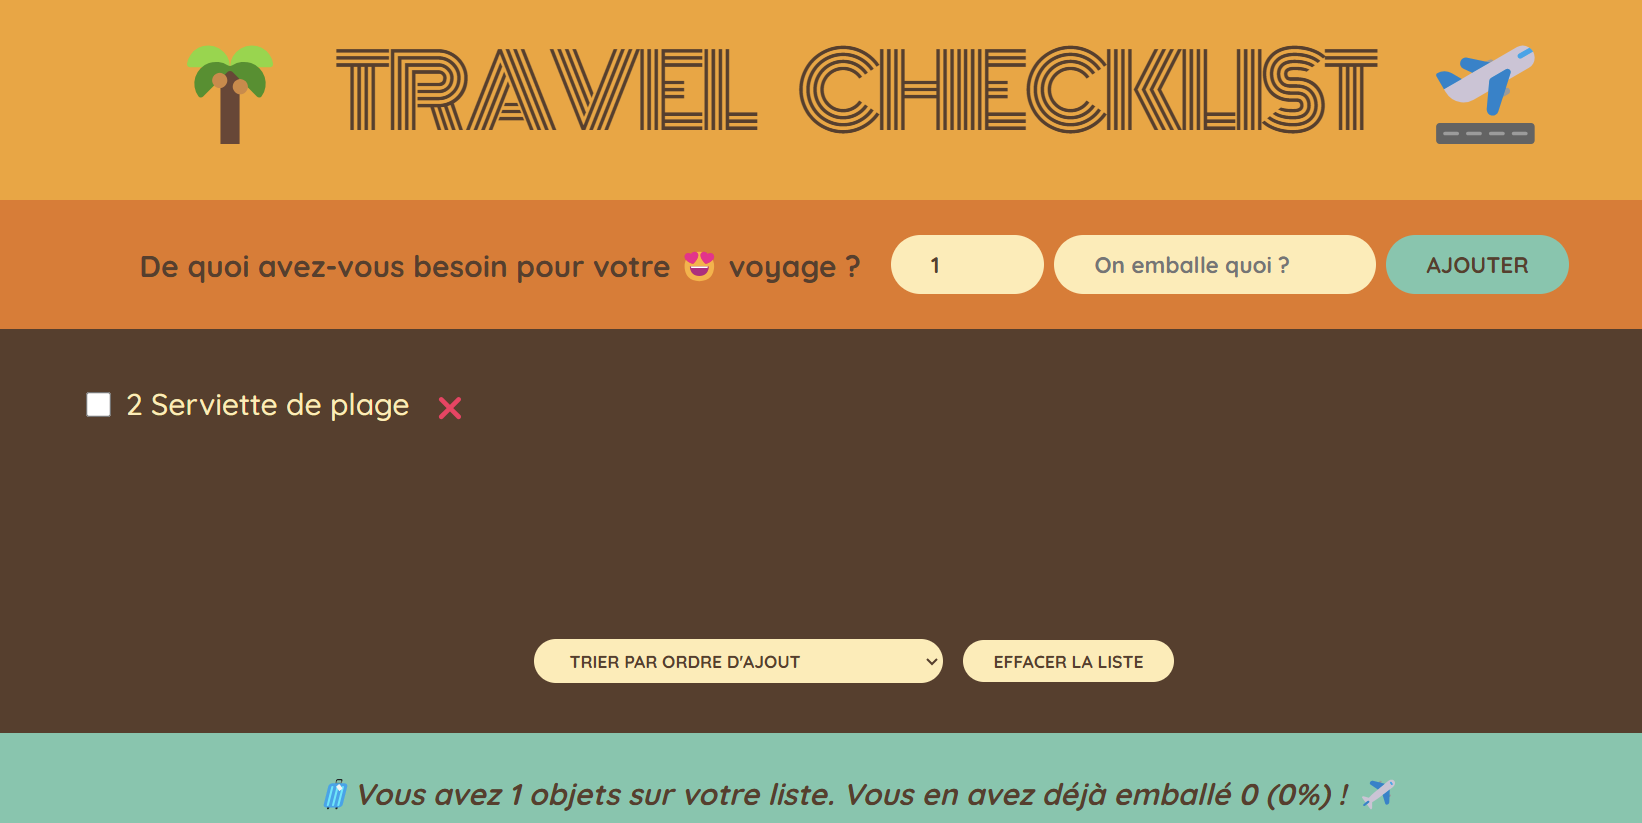 TRAVEL CHECKLIST
De quoi avez-vous besoin pour votre 😍 voyage ? 1 On emballe quoi ? AJOUTER
2 Serviette de plage ❌
TRIER PAR ORDRE D'AJOUT EFFACER LA LISTE
Vous avez 1 objets sur votre liste. Vous en avez déjà emballé 0 (0%) !